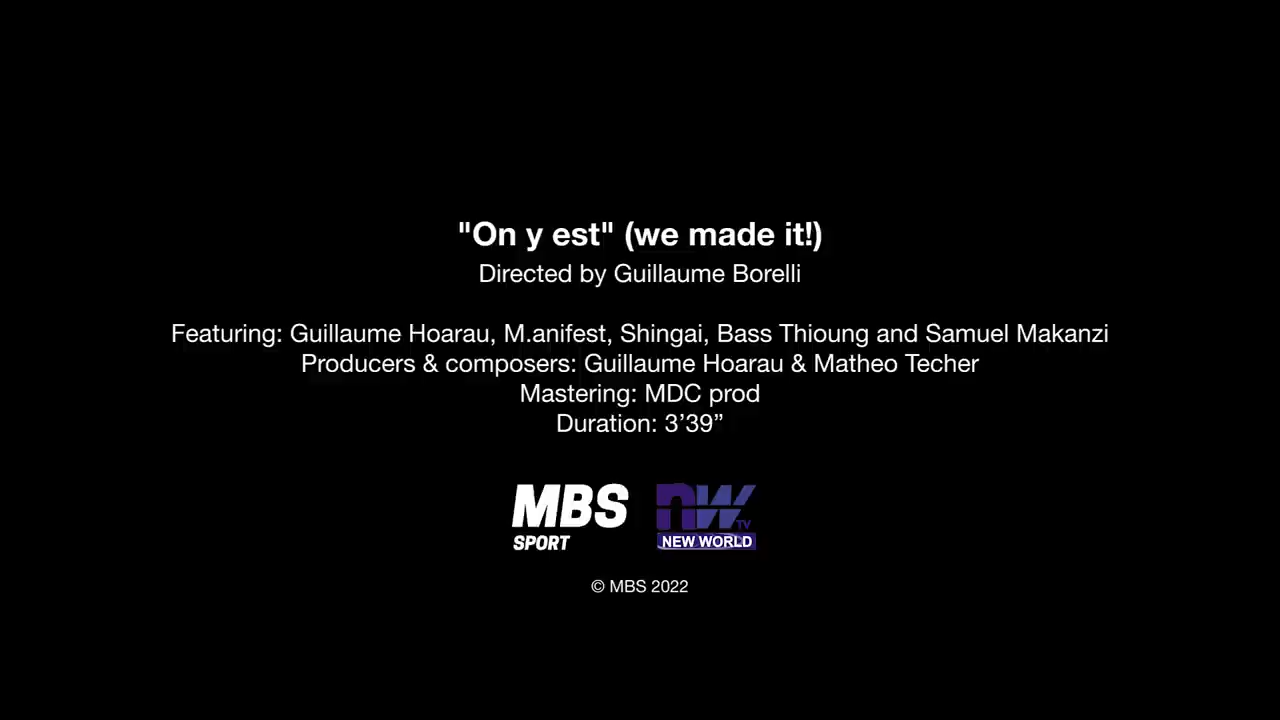 "On y est" (we made it!)
Directed by Guillaume Borelli
Featuring: Guillaume Hoarau, M.anifest, Shingai, Bass Thioung and Samuel Makanzi
Producers & composers: Guillaume Hoarau & Matheo Techer
Mastering: MDC prod
Duration: 3’39”
MBS
SPORT
nw
TV
NEW WORLD
© MBS 2022